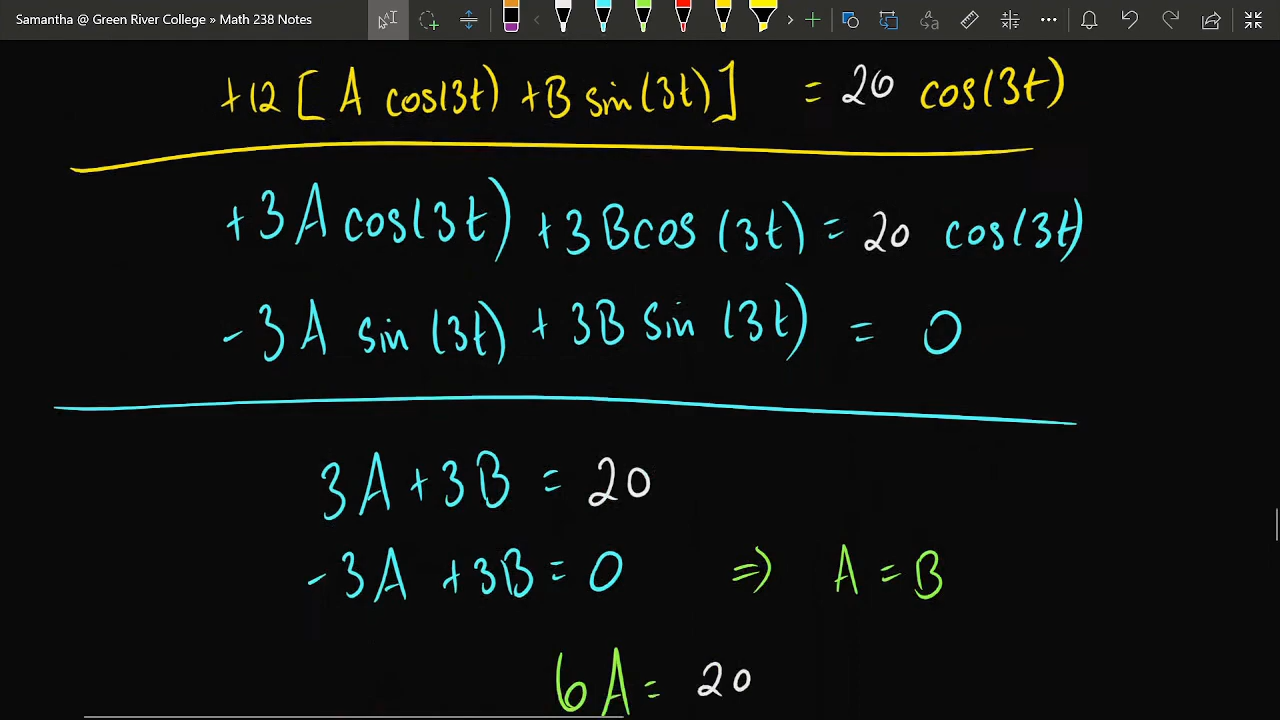 Samantha @ Green River College » Math 238 Notes
+12 [ A cos(3t) +B sin(3t)] = 20 cos(3t)
+3A cos(3t) +3B cos (3t) = 20 cos(3t)
-3A sin (3t) + 3B sin (3t) = 0
3A +3B = 20
-3A +3B = 0 => A = B
6A = 20